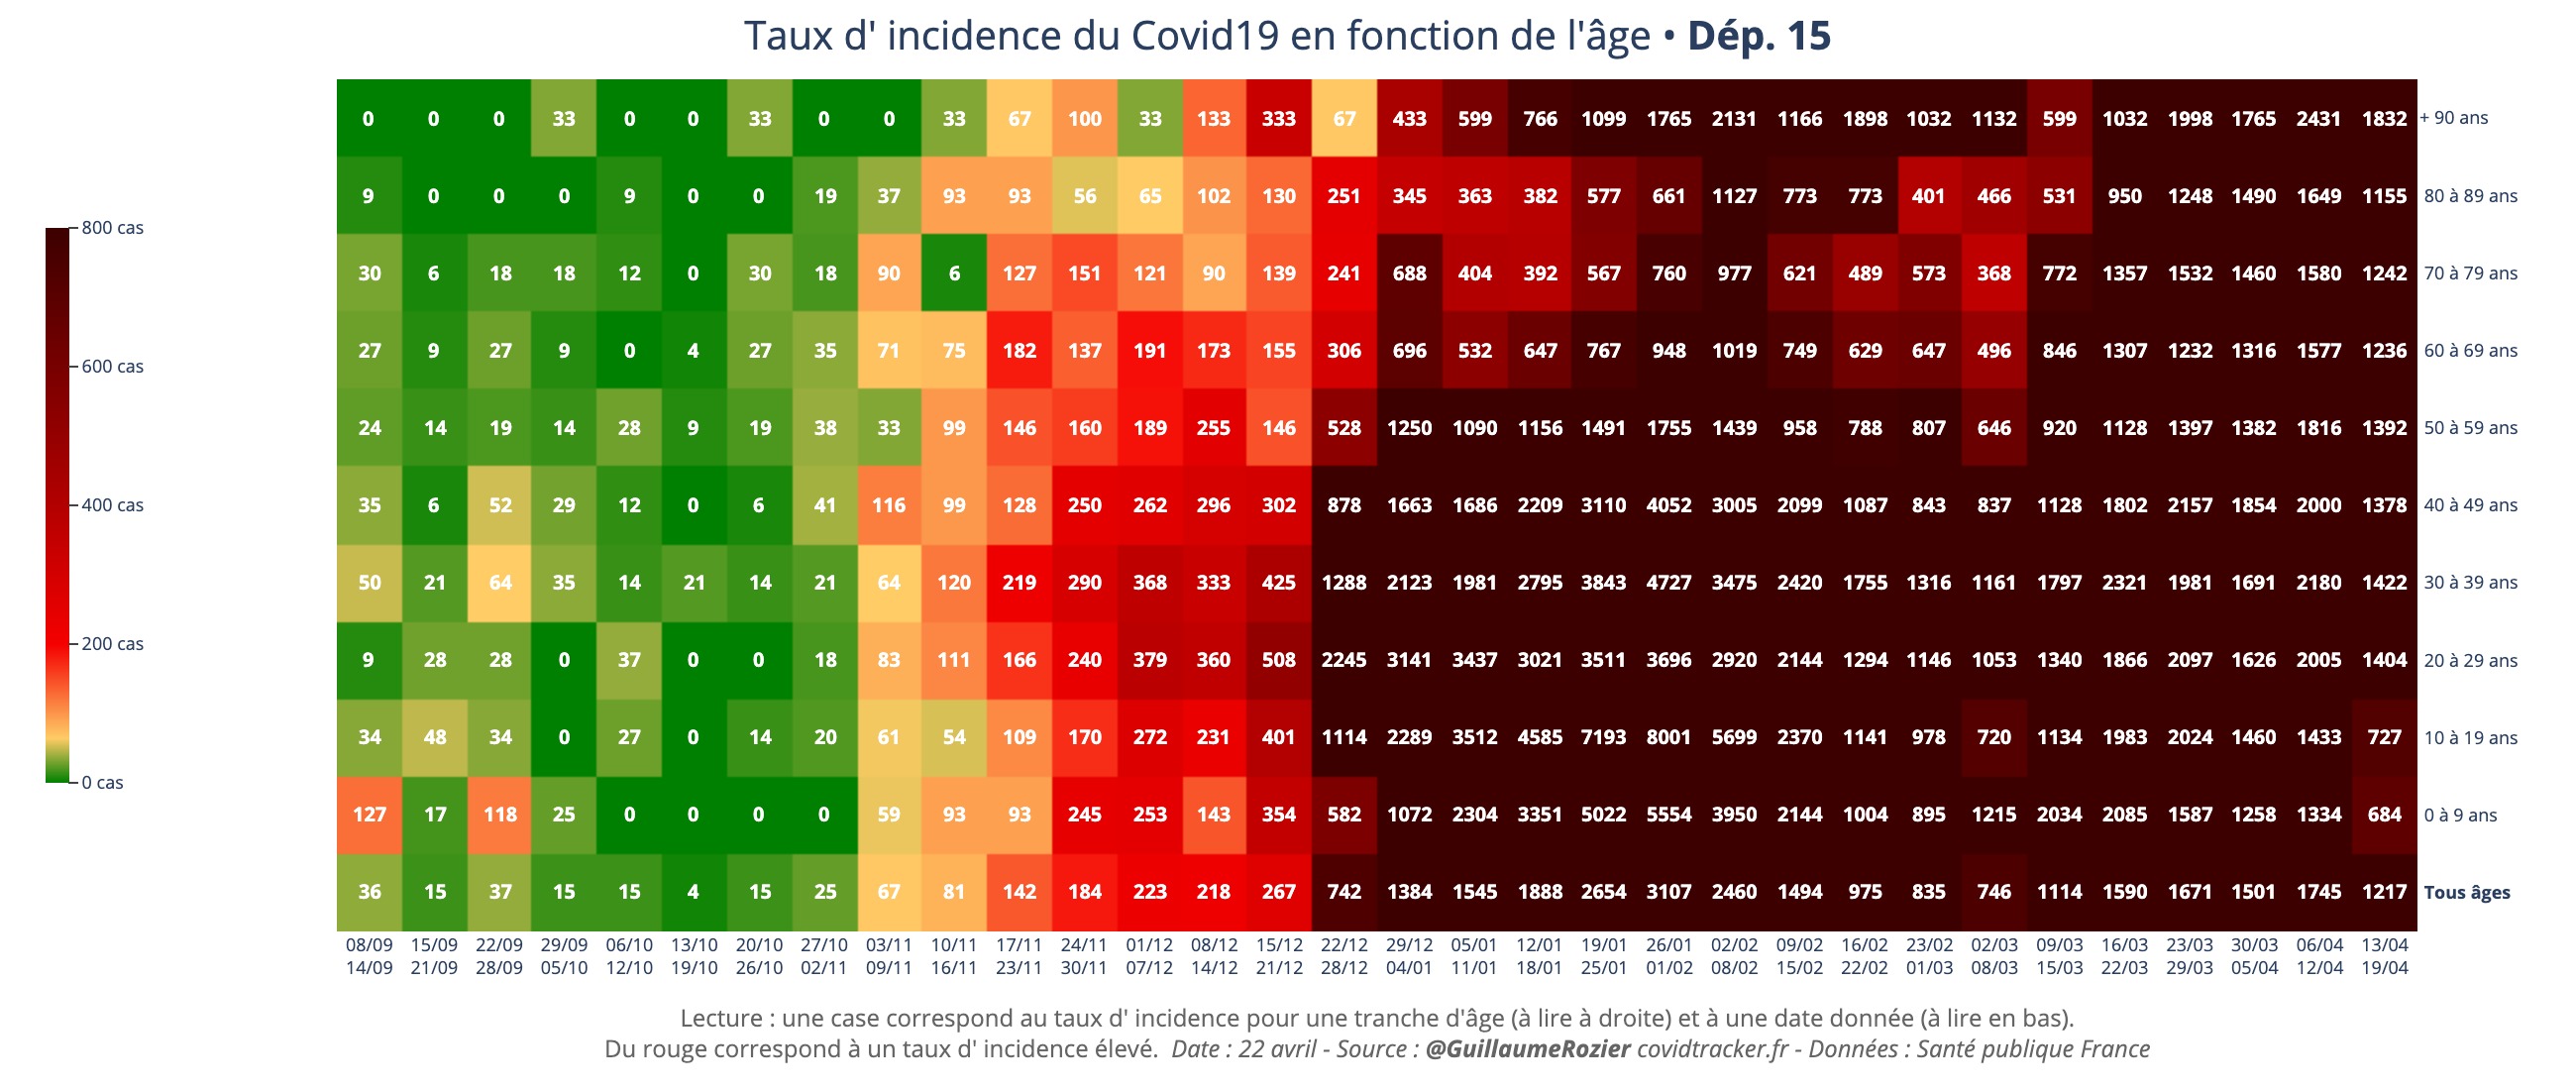 Taux d' incidence du Covid19 en fonction de l'âge • Dép. 15
0 0 0 33 0 0 33 0 0 33 67 100 33 133 333 67 433 599 766 1099 1765 2131 1166 1898 1032 1132 599 1032 1998 1765 2431 1832 + 90 ans
9 0 0 0 9 0 0 19 37 93 93 56 65 102 130 251 345 363 382 577 661 1127 773 773 401 466 531 950 1248 1490 1649 1155 80 à 89 ans
30 6 18 18 12 0 30 18 90 6 127 151 121 90 139 241 688 404 392 567 760 977 621 489 573 368 772 1357 1532 1460 1580 1242 70 à 79 ans
27 9 27 9 0 4 27 35 71 75 182 137 191 173 155 306 696 532 647 767 948 1019 749 629 647 496 846 1307 1232 1316 1577 1236 60 à 69 ans
24 14 19 14 28 9 19 38 33 99 146 160 189 255 146 528 1250 1090 1156 1491 1755 1439 958 788 807 646 920 1128 1397 1382 1816 1392 50 à 59 ans
35 6 52 29 12 0 6 41 116 99 128 250 262 296 302 878 1663 1686 2209 3110 4052 3005 2099 1087 843 837 1128 1802 2157 1854 2000 1378 40 à 49 ans
50 21 64 35 14 21 14 21 64 120 219 290 368 333 425 1288 2123 1981 2795 3843 4727 3475 2420 1755 1316 1161 1797 2321 1981 1691 2180 1422 30 à 39 ans
9 28 28 0 37 0 0 18 83 111 166 240 379 360 508 2245 3141 3437 3021 3511 3696 2920 2144 1294 1146 1053 1340 1866 2097 1626 2005 1404 20 à 29 ans
34 48 34 0 27 0 14 20 61 54 109 170 272 231 401 1114 2289 3512 4585 7193 8001 5699 2370 1141 978 720 1134 1983 2024 1460 1433 727 10 à 19 ans
127 17 118 25 0 0 0 0 59 93 93 245 253 143 354 582 1072 2304 3351 5022 5554 3950 2144 1004 895 1215 2034 2085 1587 1258 1334 684 0 à 9 ans
36 15 37 15 15 4 15 25 67 81 142 184 223 218 267 742 1384 1545 1888 2654 3107 2460 1494 975 835 746 1114 1590 1671 1501 1745 1217 Tous âges
08/09 15/09 22/09 29/09 06/10 13/10 20/10 27/10 03/11 10/11 17/11 24/11 01/12 08/12 15/12 22/12 29/12 05/01 12/01 19/01 26/01 02/02 09/02 16/02 23/02 02/03 09/03 16/03 23/03 30/03 06/04 13/04
14/09 21/09 28/09 05/10 12/10 19/10 26/10 02/11 09/11 16/11 23/11 30/11 07/12 14/12 21/12 28/12 04/01 11/01 18/01 25/01 01/02 08/02 15/02 22/02 01/03 08/03 15/03 22/03 29/03 05/04 12/04 19/04
800 cas
600 cas
400 cas
200 cas
0 cas
Lecture : une case correspond au taux d' incidence pour une tranche d'âge (à lire à droite) et à une date donnée (à lire en bas).
Du rouge correspond à un taux d' incidence élevé. Date : 22 avril - Source : @GuillaumeRozier covidtracker.fr - Données : Santé publique France